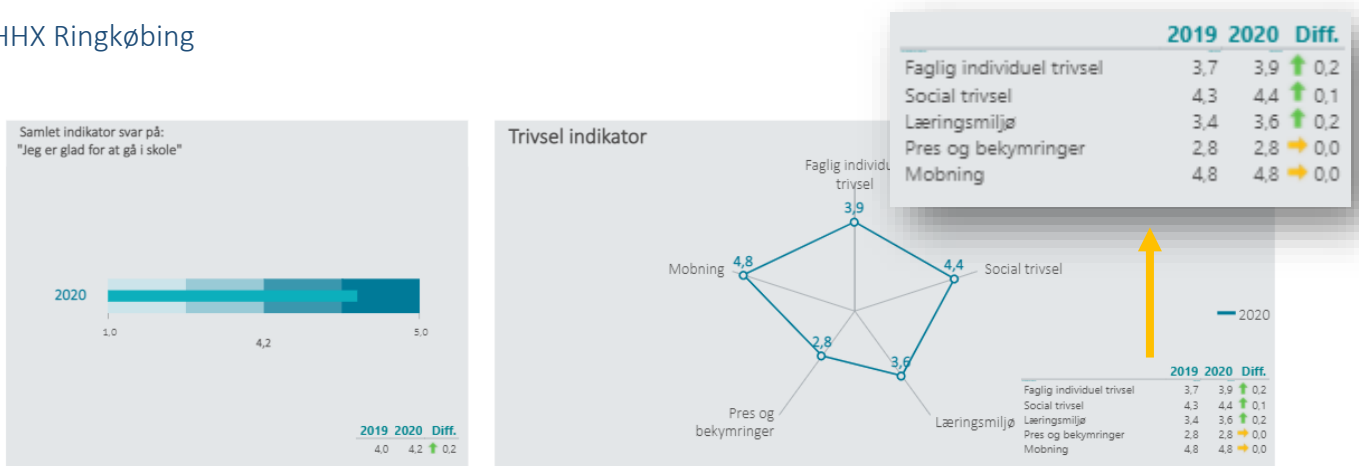 HHX Ringkøbing
2019 2020 Diff.
Faglig individuel trivsel 3,7 3,9 0,2
Social trivsel 4,3 4,4 0,1
Læringsmiljø 3,4 3,6 0,2
Pres og bekymringer 2,8 2,8 0,0
Mobning 4,8 4,8 0,0
Samlet indikator svar på:
"Jeg er glad for at gå i skole"
2020
1,0
4,2
5,0
2019 2020 Diff.
4,0 4,2 0,2
Trivsel indikator
Faglig individu
trivsel
3,9
Mobning 4,8
4,4 Social trivsel
2,8
3,6
Pres og
bekymringer
Læringsmiljø
2020
2019 2020 Diff.
Faglig individuel trivsel 3,7 3,9 0,2
Social trivsel 4,3 4,4 0,1
Læringsmiljø 3,4 3,6 0,2
Pres og bekymringer 2,8 2,8 0,0
Mobning 4,8 4,8 0,0